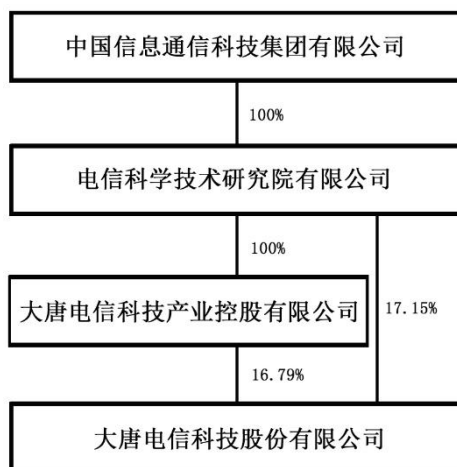 中国信息通信科技集团有限公司
100%
电信科学技术研究院有限公司
100%
大唐电信科技产业控股有限公司
17.15%
16.79%
大唐电信科技股份有限公司